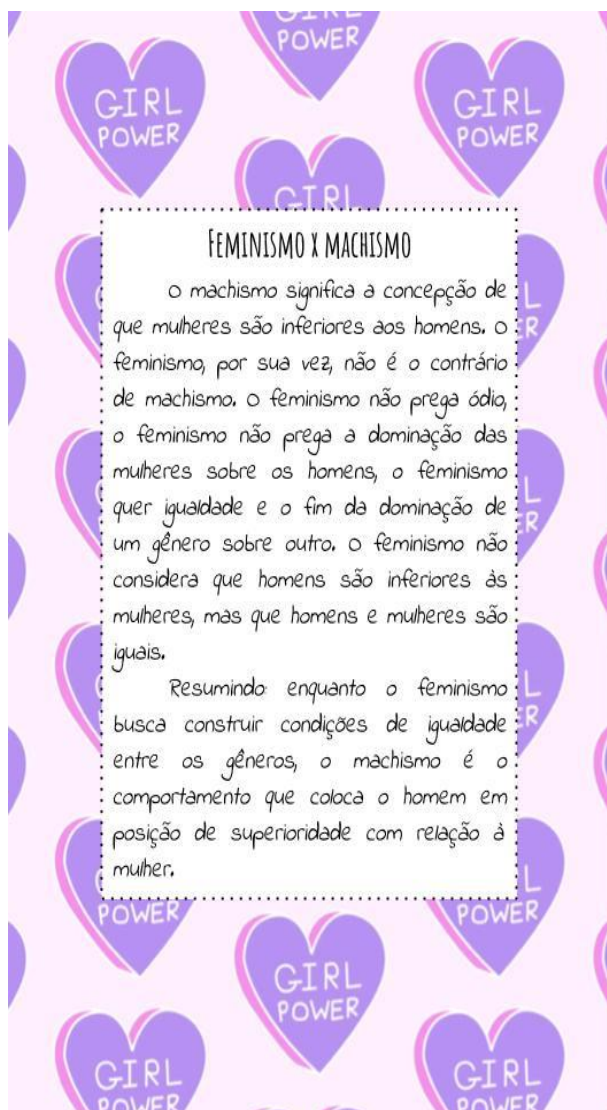 GIRL
POWER
GIRL
POWER
GIRL
POWER
GIRL
Feminismo x machismo
O machismo significa a concepção de
que mulheres são inferiores aos homens. O
feminismo, por sua vez, não é o contrário
de machismo. O feminismo não prega ódio,
o feminismo não prega a dominação das
mulheres sobre os homens, o feminismo
quer igualdade e o fim da dominação de
um gênero sobre outro. O feminismo não
considera que homens são inferiores às
mulheres, mas que homens e mulheres são
iguais.
Resumindo: enquanto o feminismo
busca construir condições de igualdade
entre os gêneros, o machismo é o
comportamento que coloca o homem em
posição de superioridade com relação à
mulher.
POWER
POWER
GIRL
POWER
GIRL
POWER
GIRL
POWER